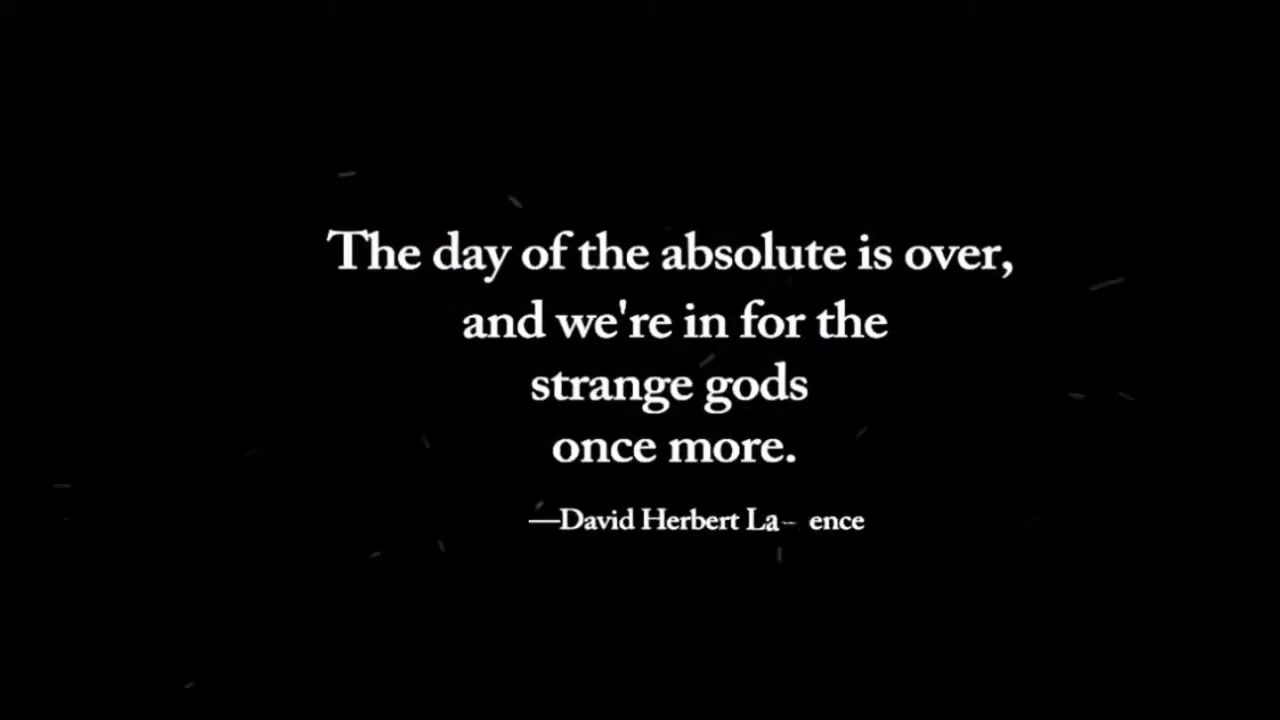 The day of the absolute is over,
and we're in for the
strange gods
once more.
—David Herbert